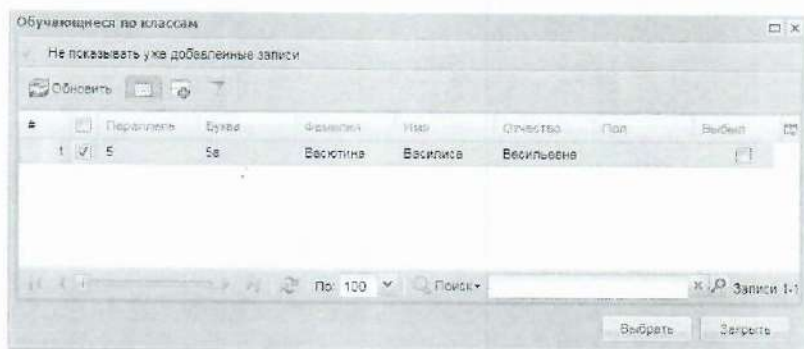 Обучающиеся по классам
Не показывать уже добавленные записи
Обновить
# Параллель Буква Фамилия Имя Отчество Пол Выбыл
1 5 5в Васютина Василиса Васильевна
По: 100 Поиск Записи 1-1
Выбрать Закрыть